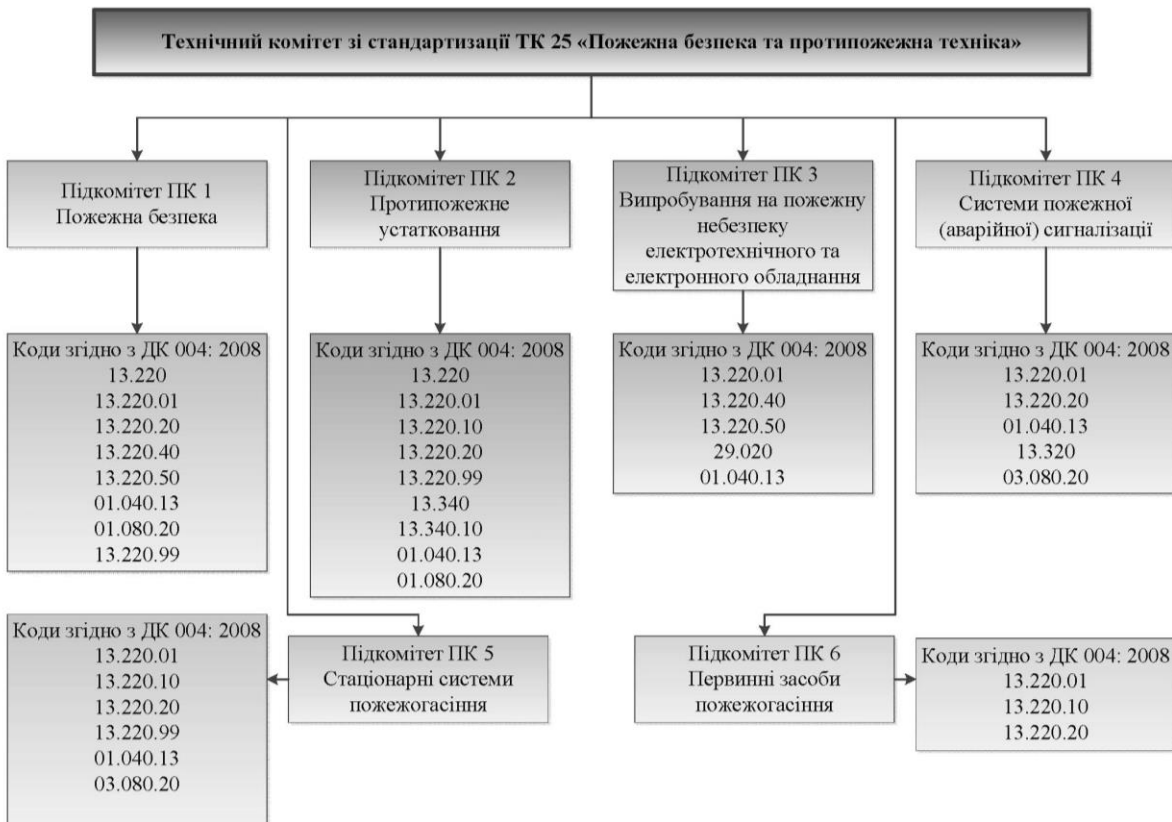 Технічний комітет зі стандартизації ТК 25 «Пожежна безпека та протипожежна техніка»
Підкомітет ПК 1
Пожежна безпека
Підкомітет ПК 2
Протипожежне
устатковання
Підкомітет ПК 3
Випробування на пожежну
небезпеку
електротехнічного та
електронного обладнання
Підкомітет ПК 4
Системи пожежної
(аварійної) сигналізації
Коди згідно з ДК 004: 2008
13.220
13.220.01
13.220.20
13.220.40
13.220.50
01.040.13
01.080.20
13.220.99
Коди згідно з ДК 004: 2008
13.220
13.220.01
13.220.10
13.220.20
13.220.99
13.340
13.340.10
01.040.13
01.080.20
Коди згідно з ДК 004: 2008
13.220.01
13.220.40
13.220.50
29.020
01.040.13
Коди згідно з ДК 004: 2008
13.220.01
13.220.20
01.040.13
13.320
03.080.20
Коди згідно з ДК 004: 2008
13.220.01
13.220.10
13.220.20
13.220.99
01.040.13
03.080.20
Підкомітет ПК 5
Стаціонарні системи
пожежогасіння
Підкомітет ПК 6
Первинні засоби
пожежогасіння
Коди згідно з ДК 004: 2008
13.220.01
13.220.10
13.220.20